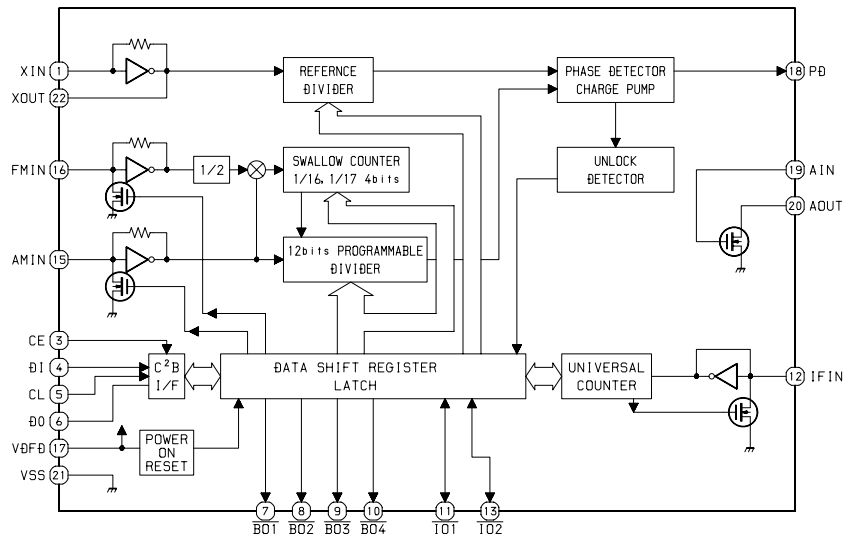 XIN 1
XOUT 22
REFERNCE
DIVIDER
PHASE DETECTOR
CHARGE PUMP
18 PD
FMIN 16
1/2
SWALLOW COUNTER
1/16, 1/17 4bits
UNLOCK
DETECTOR
19 AIN
20 AOUT
AMIN 15
12bits PROGRAMMABLE
DIVIDER
CE 3
DI 4
CL 5
DO 6
VDFD 17
VSS 21
C²B
I/F
DATA SHIFT REGISTER
LATCH
UNIVERSAL
COUNTER
12 IFIN
POWER
ON
RESET
7 8 9 10 11 13
BO1 BO2 BO3 BO4 IO1 IO2